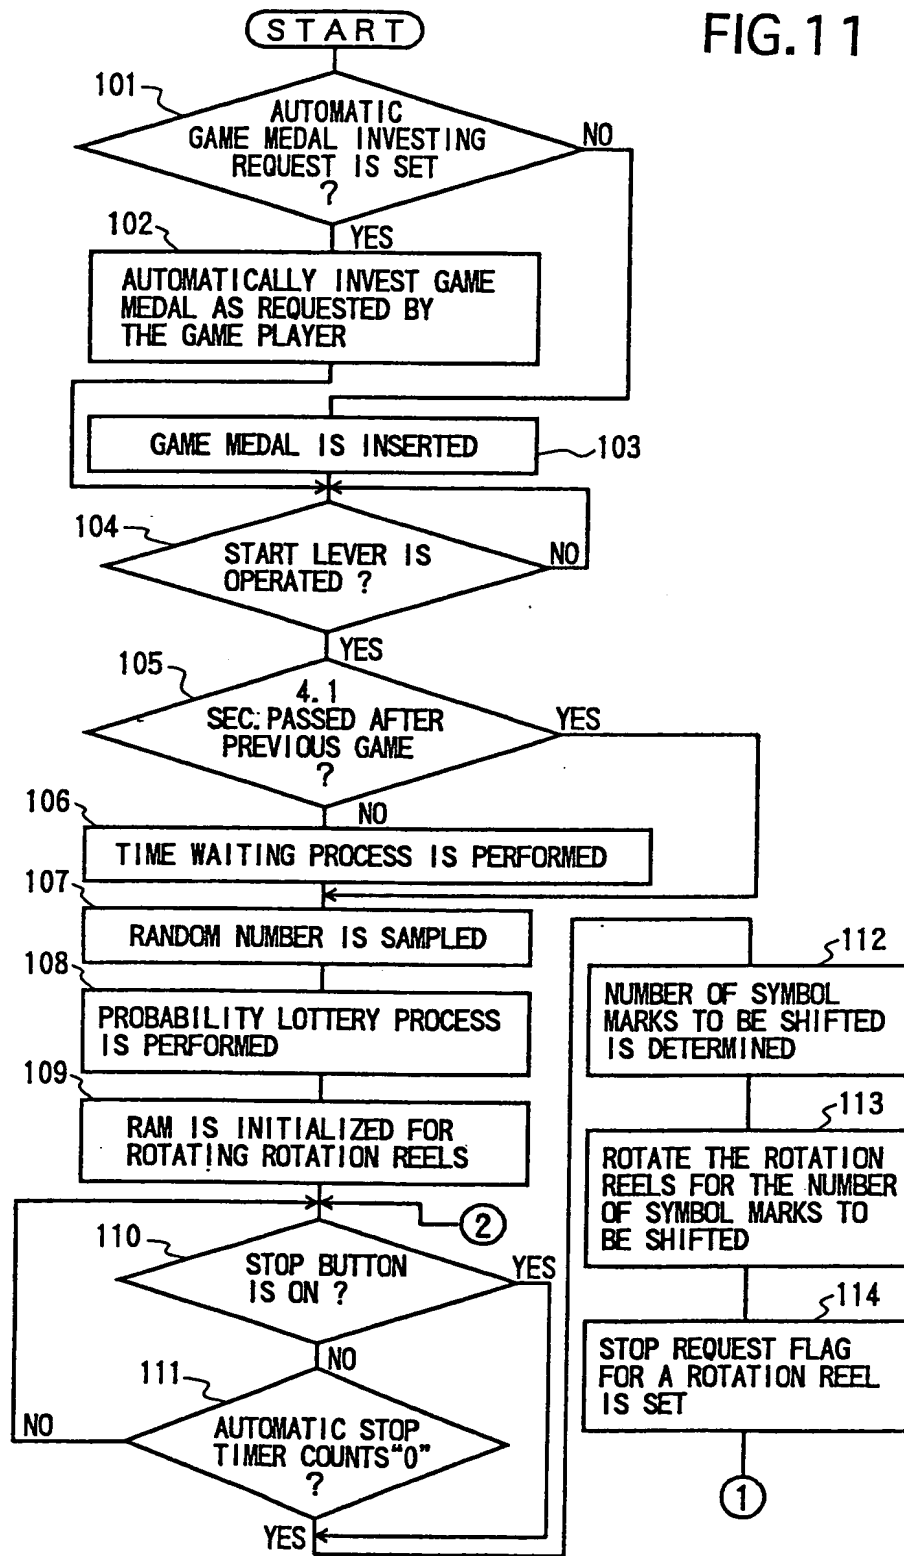 FIG.11
START
101
AUTOMATIC
GAME MEDAL INVESTING
REQUEST IS SET
?
NO
YES
102
AUTOMATICALLY INVEST GAME
MEDAL AS REQUESTED BY
THE GAME PLAYER
GAME MEDAL IS INSERTED
103
104
START LEVER IS
OPERATED ?
NO
YES
105
4.1
SEC. PASSED AFTER
PREVIOUS GAME
?
YES
NO
106
TIME WAITING PROCESS IS PERFORMED
107
RANDOM NUMBER IS SAMPLED
108
PROBABILITY LOTTERY PROCESS
IS PERFORMED
109
RAM IS INITIALIZED FOR
ROTATING ROTATION REELS
2
110
STOP BUTTON
IS ON ?
YES
NO
111
AUTOMATIC STOP
TIMER COUNTS“0”
?
NO
YES
112
NUMBER OF SYMBOL
MARKS TO BE SHIFTED
IS DETERMINED
113
ROTATE THE ROTATION
REELS FOR THE NUMBER
OF SYMBOL MARKS TO
BE SHIFTED
114
STOP REQUEST FLAG
FOR A ROTATION REEL
IS SET
1